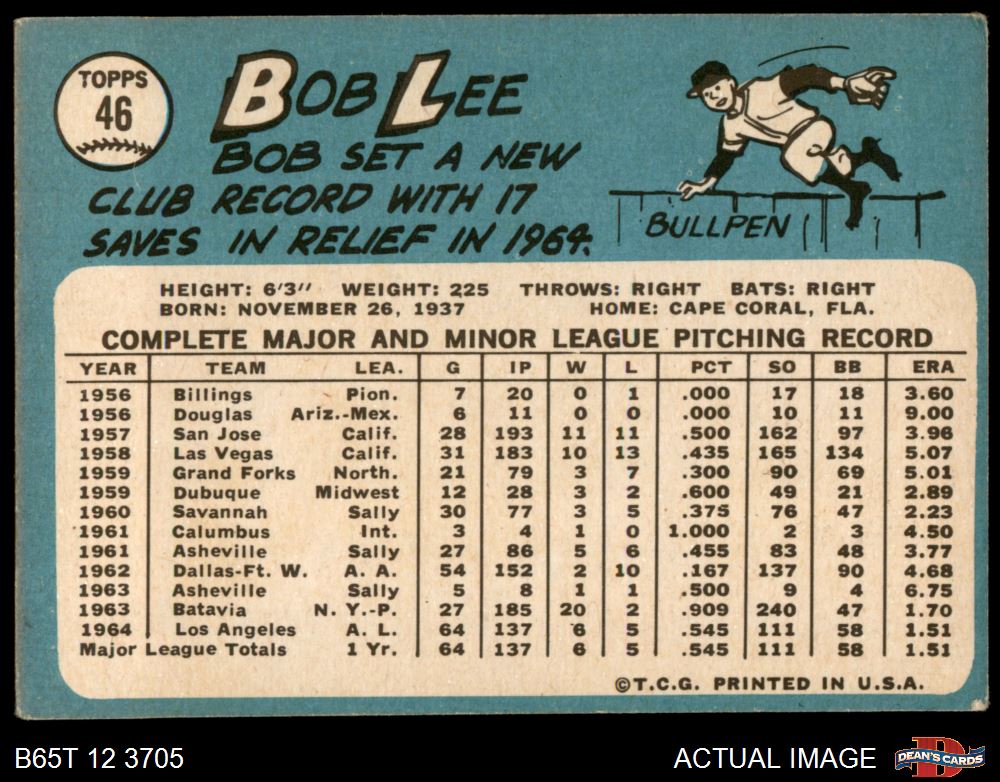 TOPPS
46
BOB LEE
BOB SET A NEW
CLUB RECORD WITH 17
SAVES IN RELIEF IN 1964.
BULLPEN
HEIGHT: 6'3" WEIGHT: 225 THROWS: RIGHT BATS: RIGHT
BORN: NOVEMBER 26, 1937 HOME: CAPE CORAL, FLA.
COMPLETE MAJOR AND MINOR LEAGUE PITCHING RECORD
YEAR TEAM LEA. G IP W L PCT SO BB ERA
1956 Billings Pion. 7 20 0 1 .000 17 18 3.60
1956 Douglas Ariz.-Mex. 6 11 0 0 .000 10 11 9.00
1957 San Jose Calif. 28 193 11 11 .500 162 97 3.96
1958 Las Vegas Calif. 31 183 10 13 .435 165 134 5.07
1959 Grand Forks North. 21 79 3 7 .300 90 69 5.01
1959 Dubuque Midwest 12 28 3 2 .600 49 21 2.89
1960 Savannah Sally 30 77 3 5 .375 76 47 2.23
1961 Calumbus Int. 3 4 1 0 1.000 2 3 4.50
1961 Asheville Sally 27 86 5 6 .455 83 48 3.77
1962 Dallas-Ft. W. A. A. 54 152 2 10 .167 137 90 4.68
1963 Asheville Sally 5 8 1 1 .500 9 4 6.75
1963 Batavia N. Y.-P. 27 185 20 2 .909 240 47 1.70
1964 Los Angeles A. L. 64 137 6 5 .545 111 58 1.51
Major League Totals 1 Yr. 64 137 6 5 .545 111 58 1.51
©T.C.G. PRINTED IN U.S.A.
B65T 12 3705 ACTUAL IMAGE
D
DEAN'S CARDS